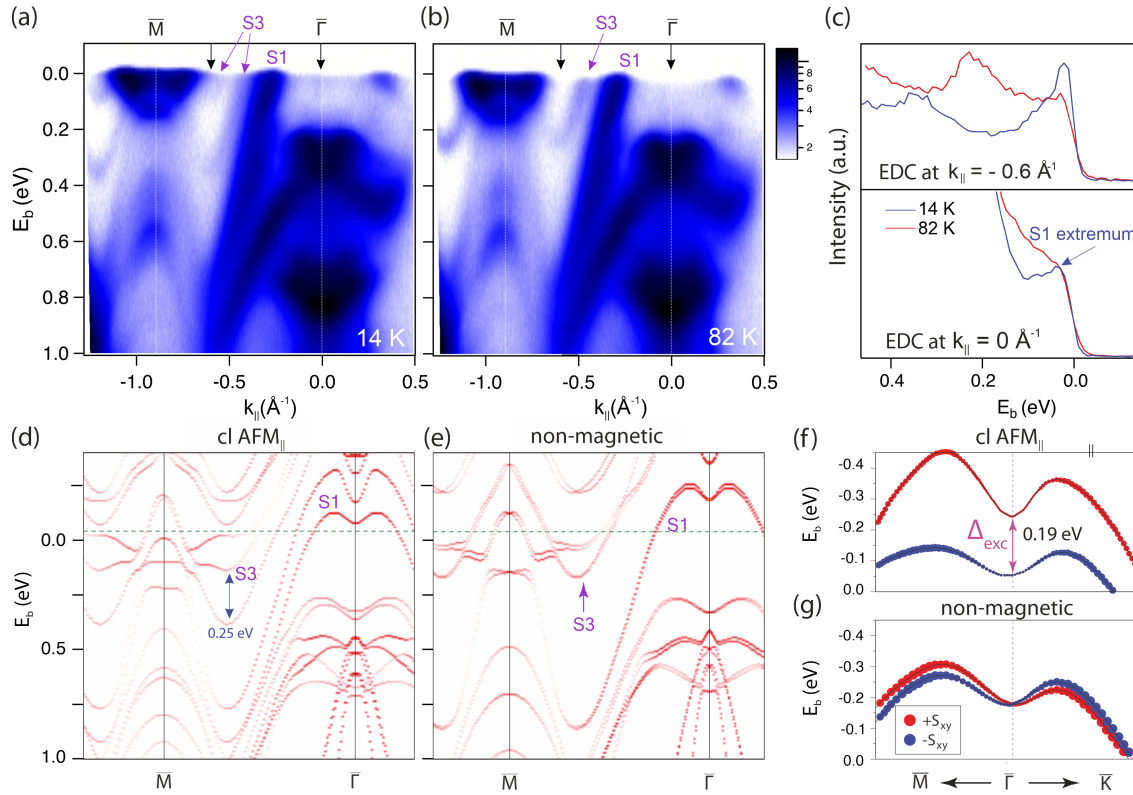 (a)
M̅
S3
S1
Γ̅
(b)
M̅
S3
S1
Γ̅
(c)
0.0
0.2
0.4
0.6
0.8
1.0
E_b (eV)
14 K
-1.0
-0.5
0.0
0.5
k_||(Å⁻¹)
82 K
-1.0
-0.5
0.0
0.5
k_||(Å⁻¹)
8
6
4
2
Intensity (a.u.)
EDC at k_|| = - 0.6 Å⁻¹
14 K
82 K
S1 extremum
EDC at k_|| = 0 Å⁻¹
0.4
0.2
0.0
E_b (eV)
(d)
cl AFM_||
S1
S3
0.25 eV
0.0
0.5
1.0
E_b (eV)
M̅
Γ̅
(e)
non-magnetic
S1
S3
M̅
Γ̅
(f)
cl AFM_||
||
-0.4
-0.3
-0.2
-0.1
0.0
E_b (eV)
Δ_exc
0.19 eV
(g)
non-magnetic
-0.4
-0.3
-0.2
-0.1
0.0
E_b (eV)
+S_xy
-S_xy
M̅
Γ̅
K̅